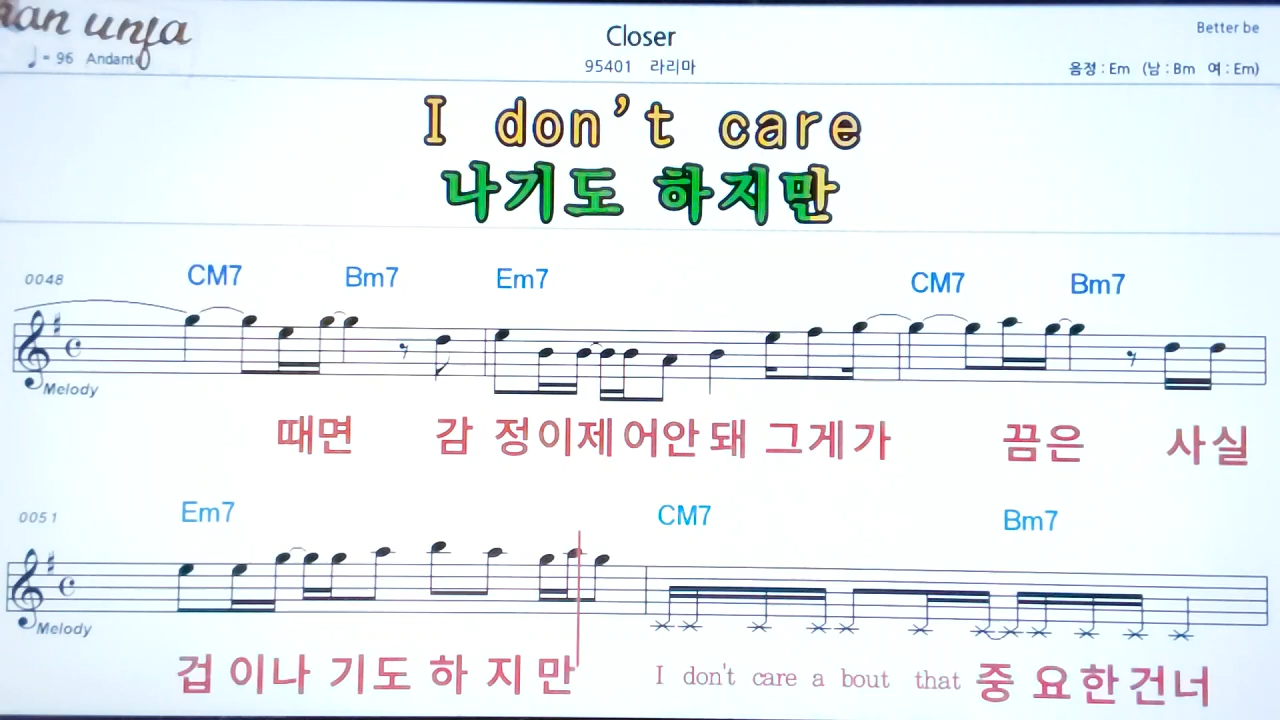 an unja
♩= 96 Andante
Closer
95401 라리마
Better be
음정 : Em (남 : Bm 여 : Em)
I don't care
나기도 하지만
0048 CM7 Bm7 Em7 CM7 Bm7
Melody
때면 감 정이제어안돼 그게가 끔은 사실
0051 Em7 CM7 Bm7
Melody
겁 이나 기도 하 지 만 I don't care a bout that 중 요한건너